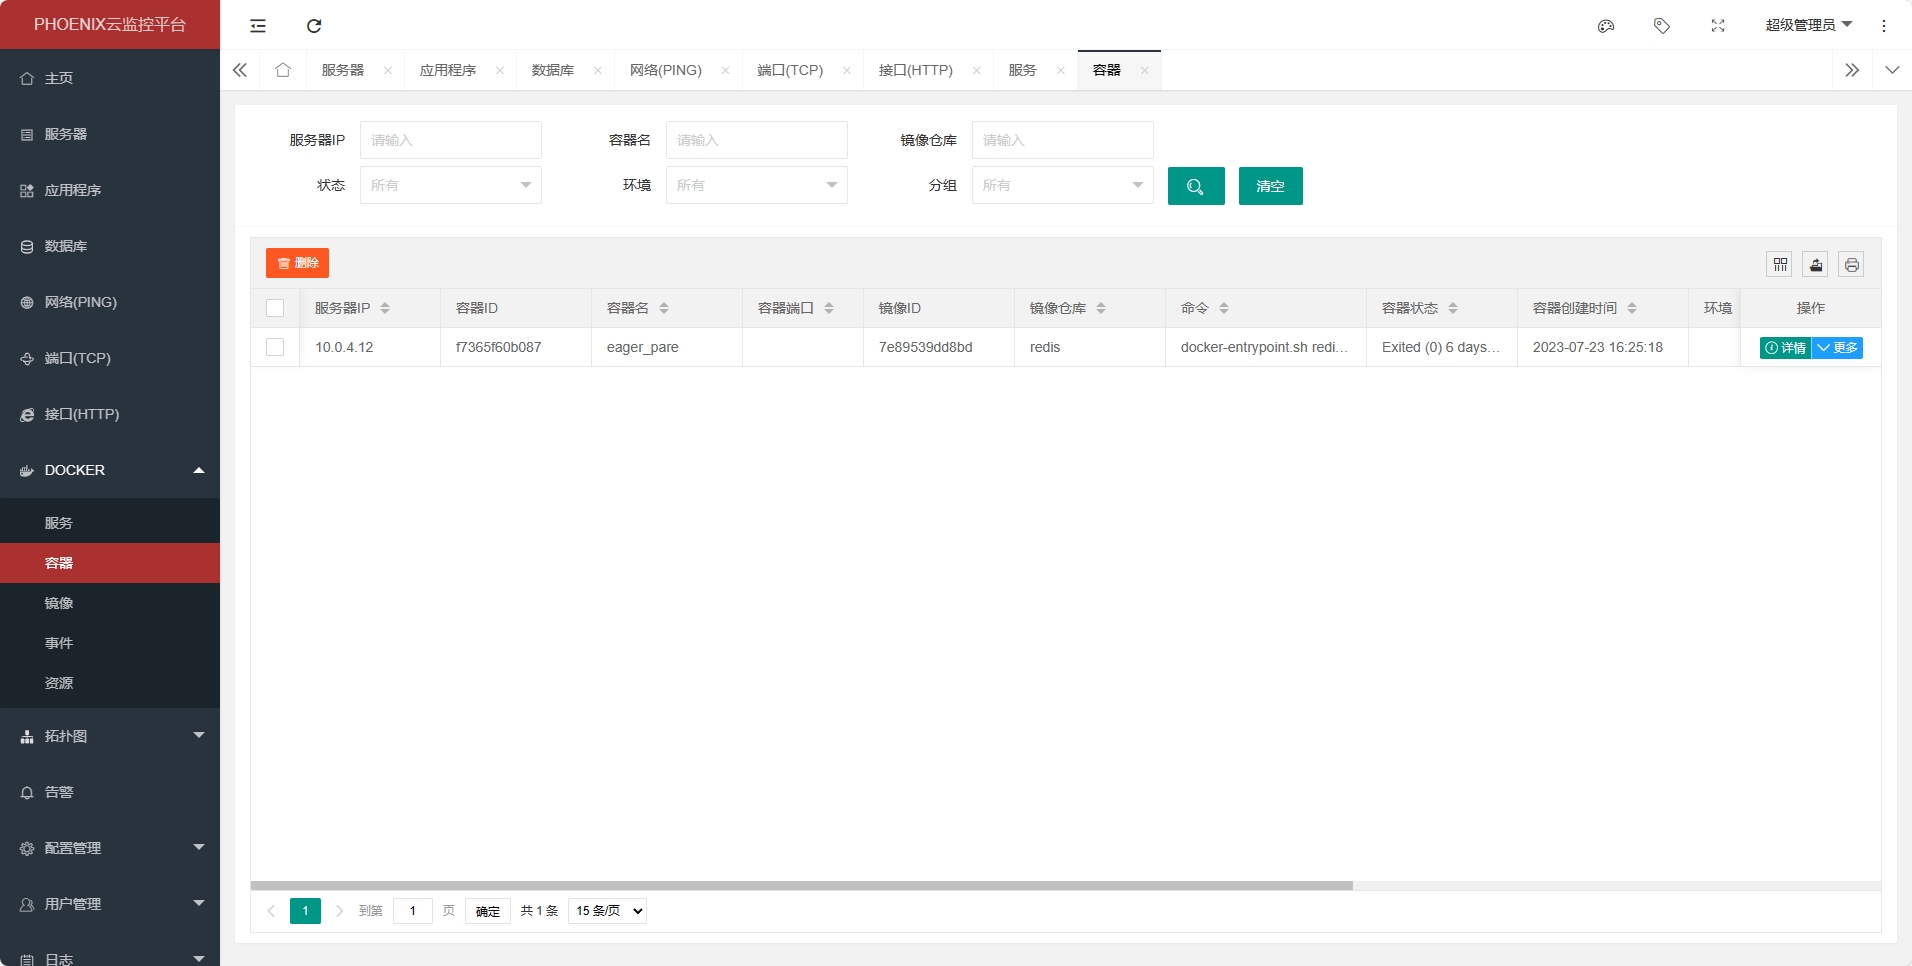 PHOENIX云监控平台
超级管理员
主页
服务器
应用程序
数据库
网络(PING)
端口(TCP)
接口(HTTP)
DOCKER
服务
容器
镜像
事件
资源
拓扑图
告警
配置管理
用户管理
日志
服务器 应用程序 数据库 网络(PING) 端口(TCP) 接口(HTTP) 服务 容器
服务器IP 请输入 容器名 请输入 镜像仓库 请输入
状态 所有 环境 所有 分组 所有 清空
删除
服务器IP 容器ID 容器名 容器端口 镜像ID 镜像仓库 命令 容器状态 容器创建时间 环境 操作
10.0.4.12 f7365f60b087 eager_pare 7e89539dd8bd redis docker-entrypoint.sh redi... Exited (0) 6 days... 2023-07-23 16:25:18 详情 更多
1 到第 1 页 确定 共 1 条 15 条/页